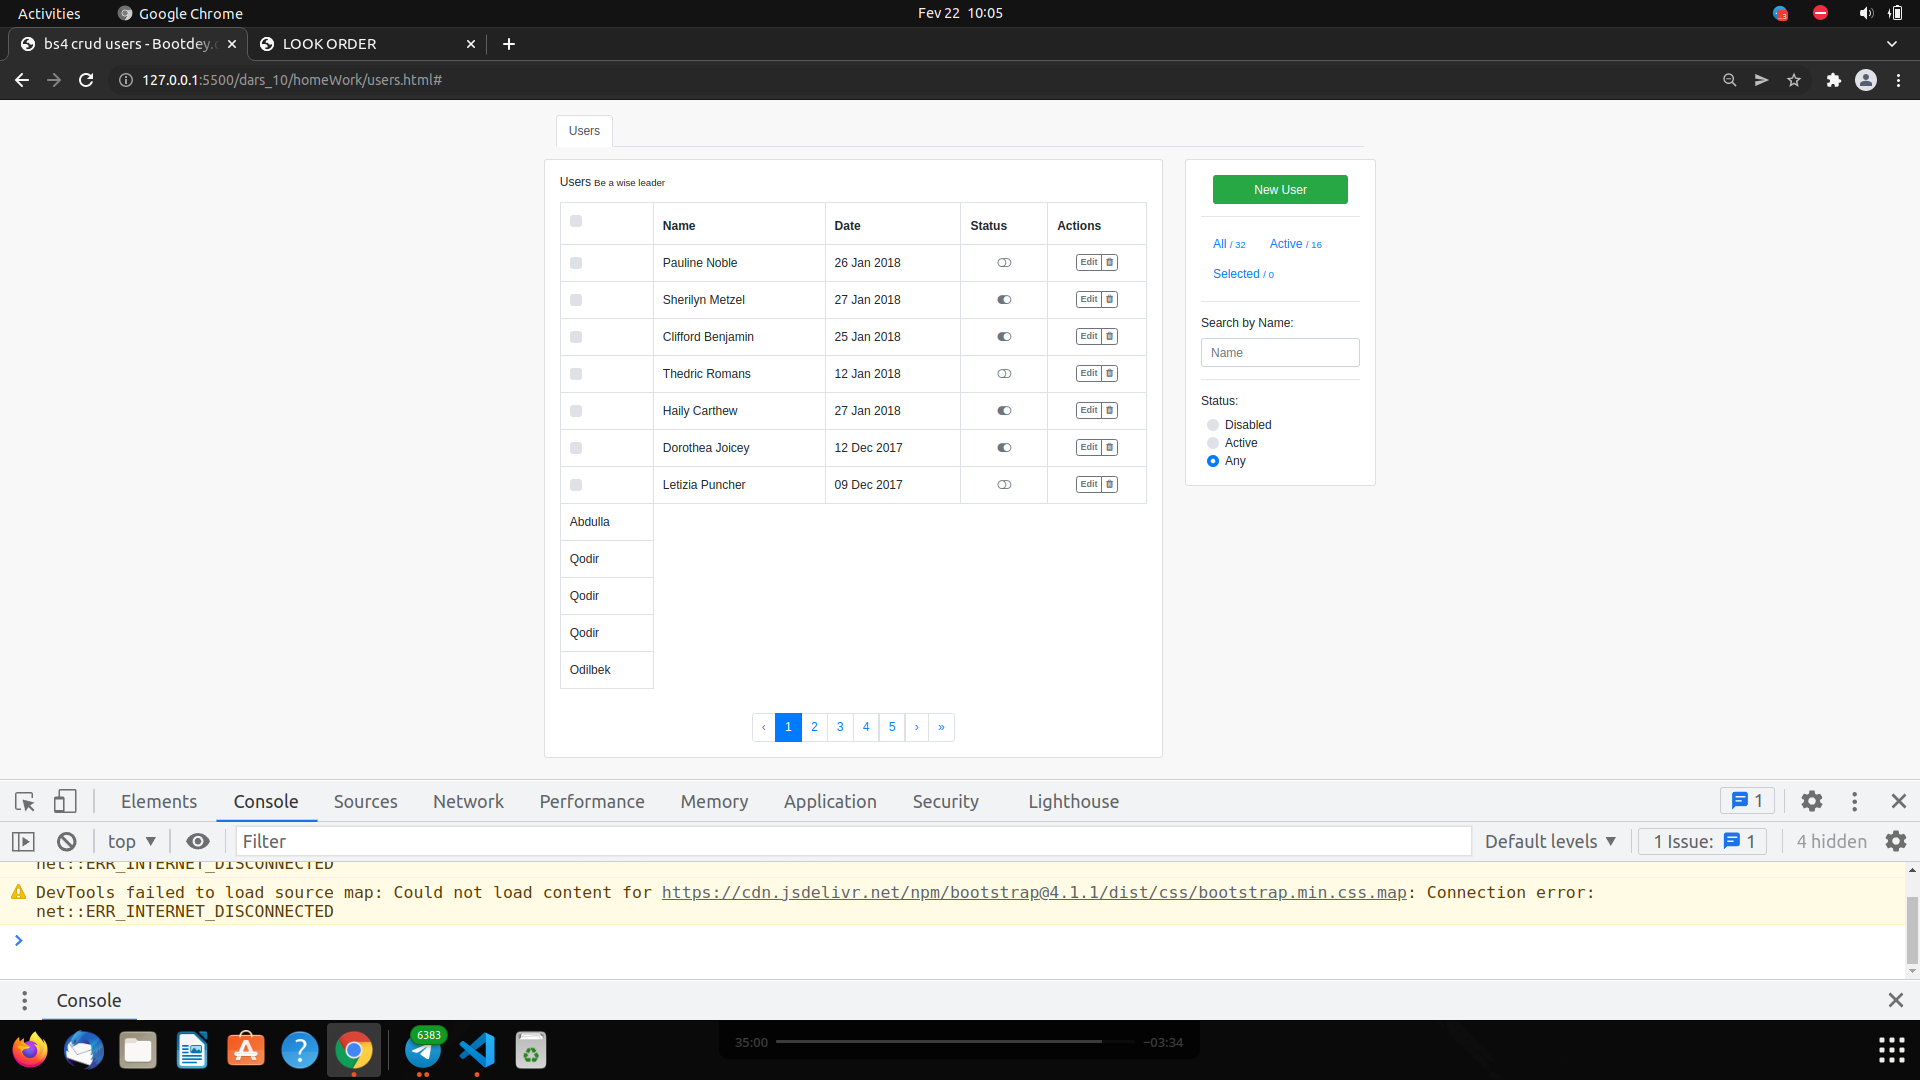 Activities
Google Chrome
Fev 22 10:05
bs4 crud users - Bootdey.
LOOK ORDER
127.0.0.1:5500/dars_10/homeWork/users.html#
Users
Users Be a wise leader
Name Date Status Actions
Pauline Noble 26 Jan 2018 Edit
Sherilyn Metzel 27 Jan 2018 Edit
Clifford Benjamin 25 Jan 2018 Edit
Thedric Romans 12 Jan 2018 Edit
Haily Carthew 27 Jan 2018 Edit
Dorothea Joicey 12 Dec 2017 Edit
Letizia Puncher 09 Dec 2017 Edit
Abdulla
Qodir
Qodir
Qodir
Odilbek
‹ 1 2 3 4 5 › »
New User
All / 32 Active / 16
Selected / 0
Search by Name:
Name
Status:
Disabled
Active
Any
Elements Console Sources Network Performance Memory Application Security Lighthouse 1
top Filter Default levels 1 Issue: 1 4 hidden
net::ERR_INTERNET_DISCONNECTED
DevTools failed to load source map: Could not load content for https://cdn.jsdelivr.net/npm/bootstrap@4.1.1/dist/css/bootstrap.min.css.map: Connection error:
net::ERR_INTERNET_DISCONNECTED
Console
6383
35:00 -03:34